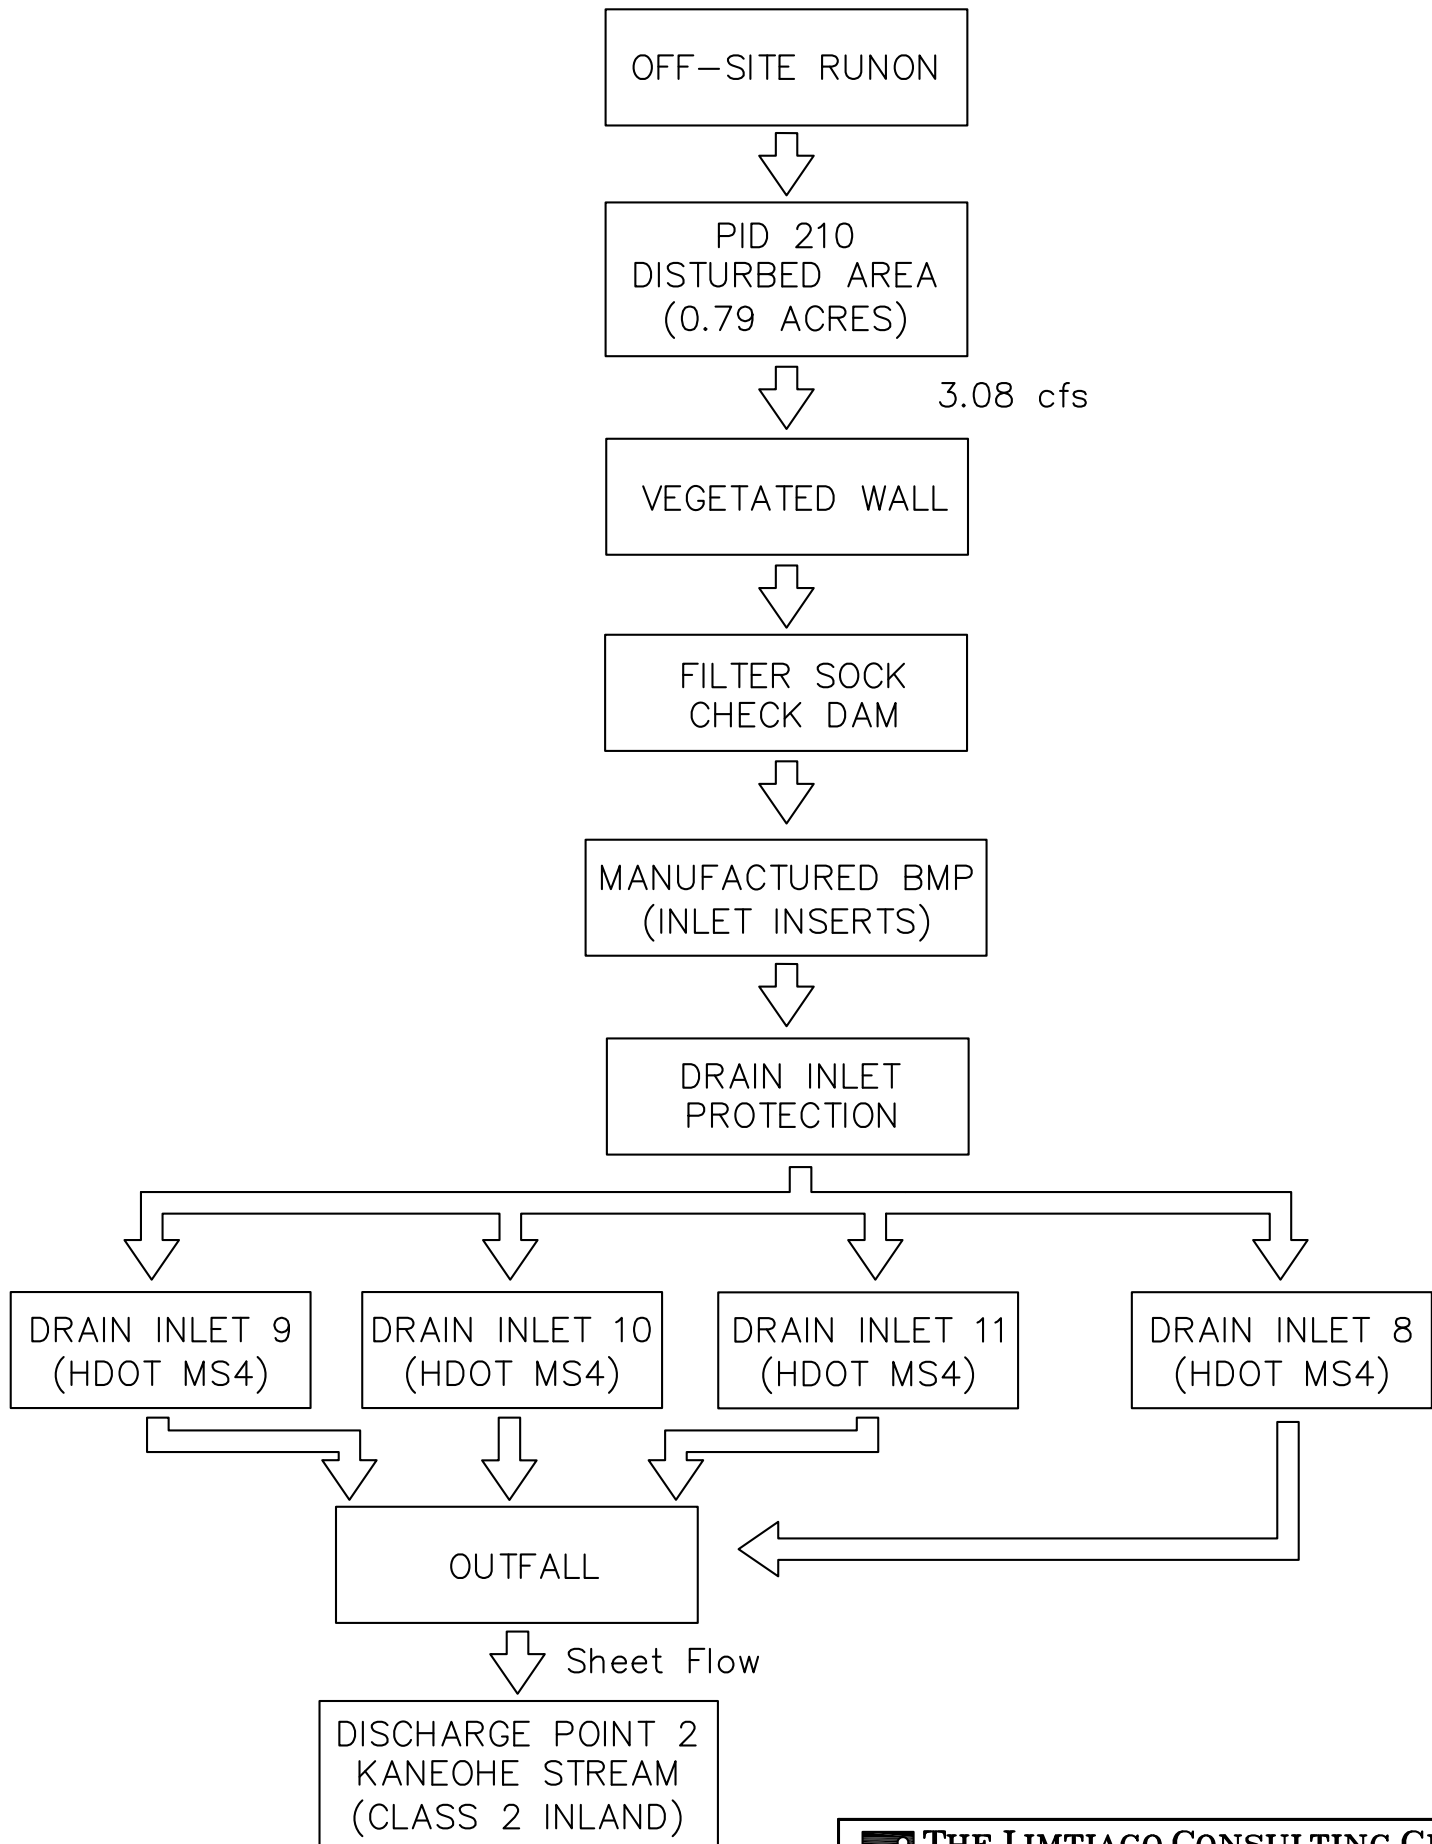 OFF-SITE RUNON
PID 210
DISTURBED AREA
(0.79 ACRES)
3.08 cfs
VEGETATED WALL
FILTER SOCK
CHECK DAM
MANUFACTURED BMP
(INLET INSERTS)
DRAIN INLET
PROTECTION
DRAIN INLET 9
(HDOT MS4)
DRAIN INLET 10
(HDOT MS4)
DRAIN INLET 11
(HDOT MS4)
DRAIN INLET 8
(HDOT MS4)
OUTFALL
Sheet Flow
DISCHARGE POINT 2
KANEOHE STREAM
(CLASS 2 INLAND)
THE LIMTIACO CONSULTING